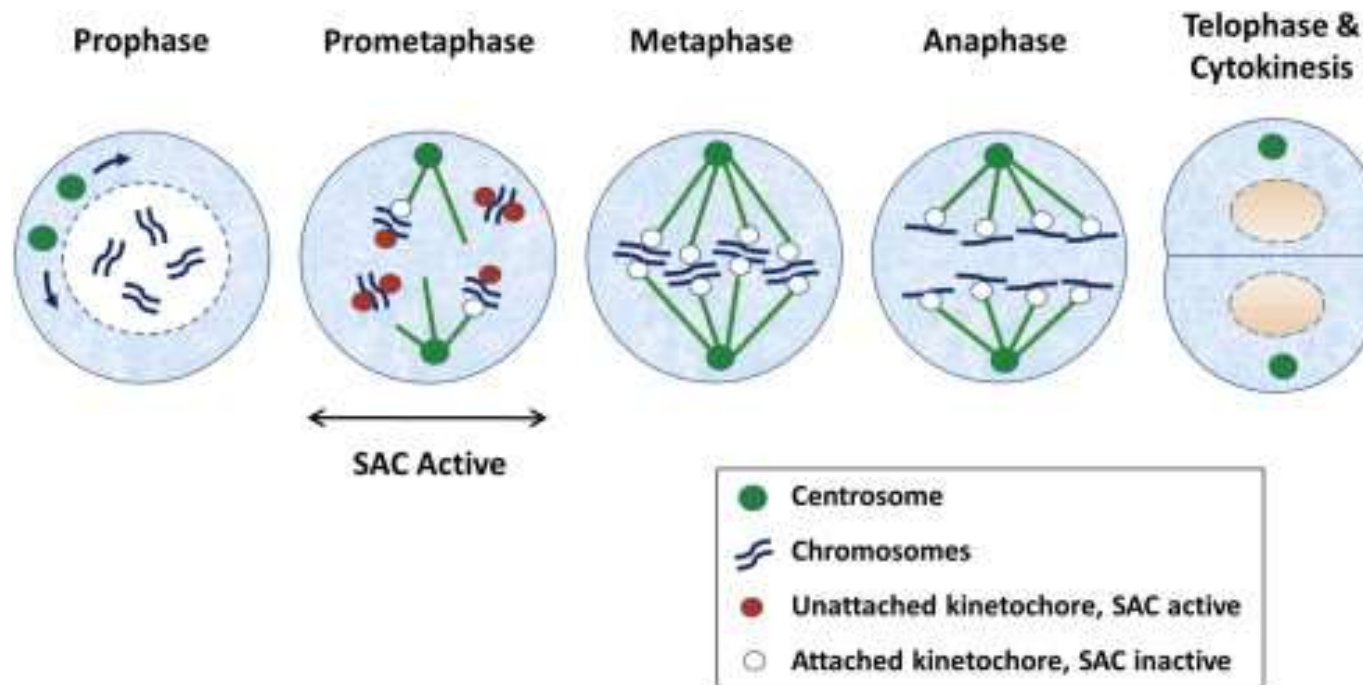 Prophase
Prometaphase
Metaphase
Anaphase
Telophase &
Cytokinesis
SAC Active
Centrosome
Chromosomes
Unattached kinetochore, SAC active
Attached kinetochore, SAC inactive